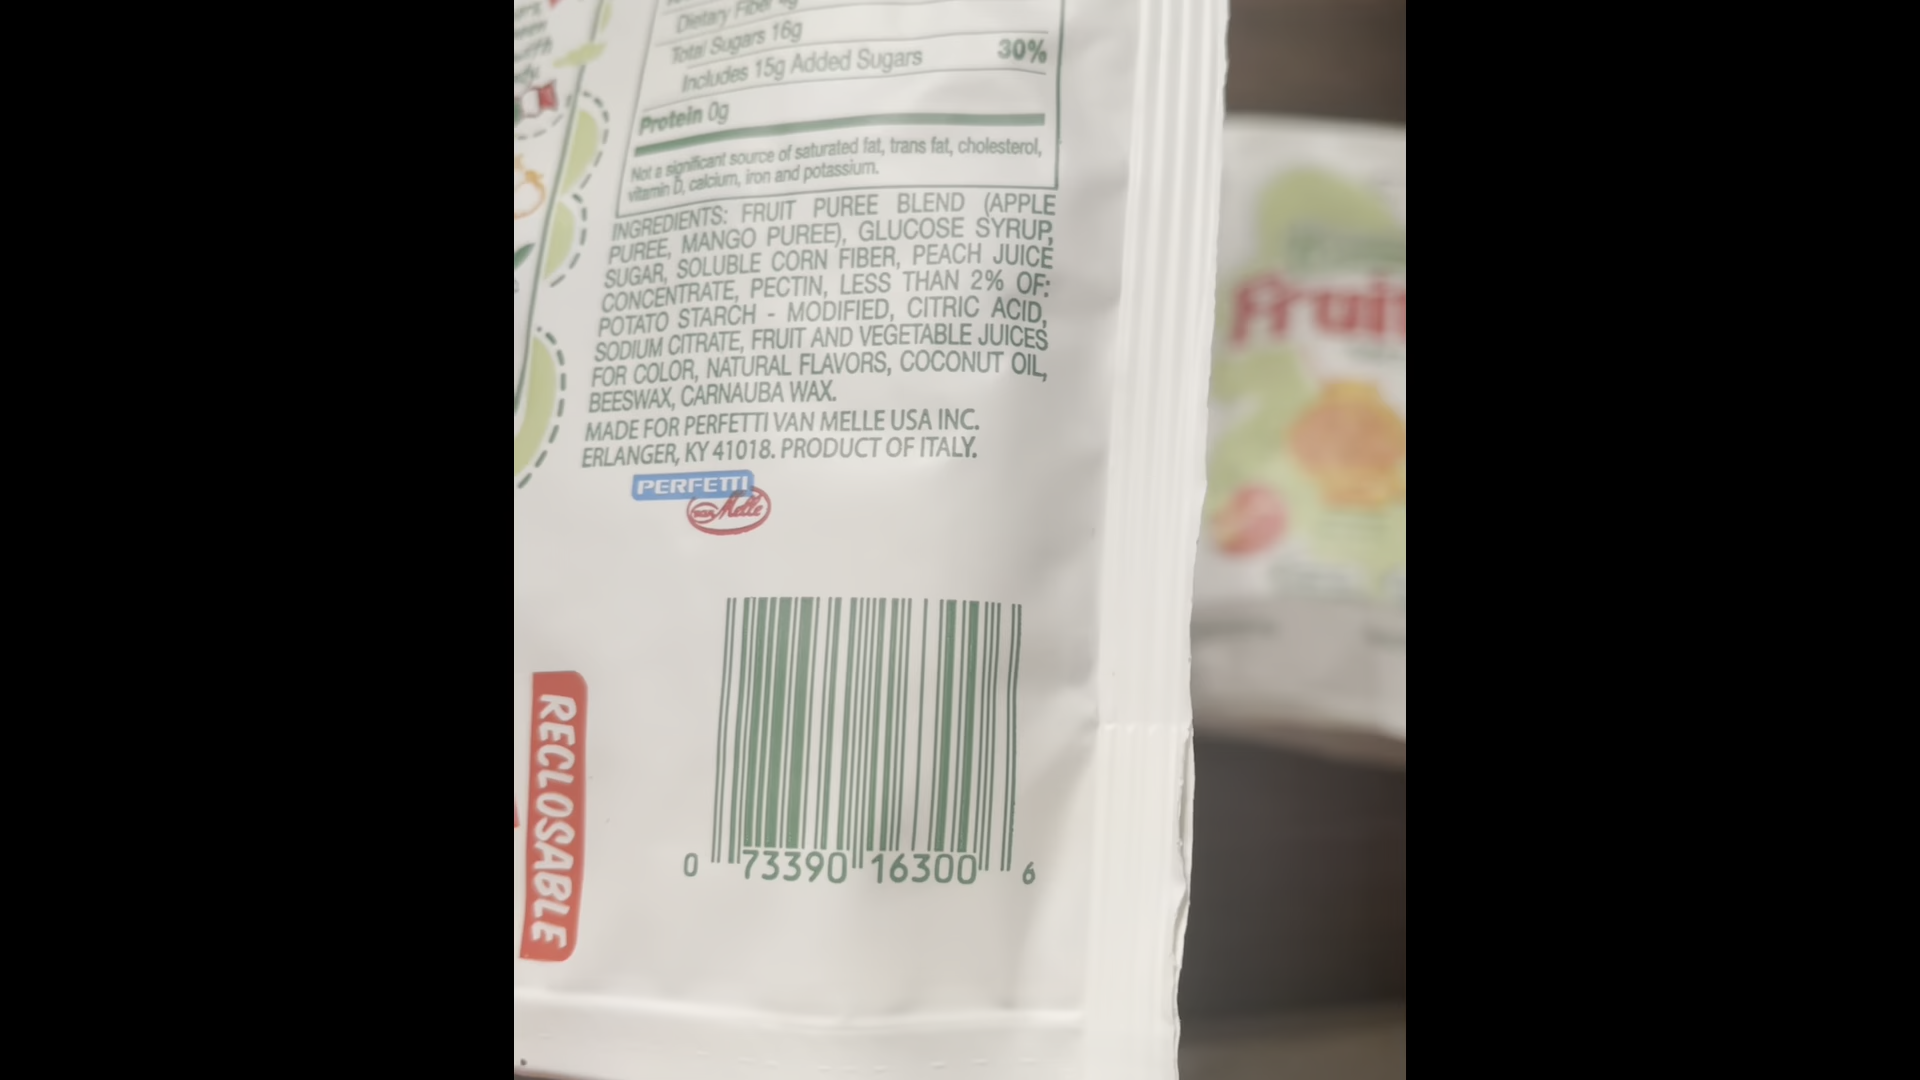 Dietary Fiber
Total Sugars 16g
Includes 15g Added Sugars 30%
Protein 0g
Not a significant source of saturated fat, trans fat, cholesterol,
vitamin D, calcium, iron and potassium.
INGREDIENTS: FRUIT PUREE BLEND (APPLE
PUREE, MANGO PUREE), GLUCOSE SYRUP,
SUGAR, SOLUBLE CORN FIBER, PEACH JUICE
CONCENTRATE, PECTIN, LESS THAN 2% OF:
POTATO STARCH - MODIFIED, CITRIC ACID,
SODIUM CITRATE, FRUIT AND VEGETABLE JUICES
FOR COLOR, NATURAL FLAVORS, COCONUT OIL,
BEESWAX, CARNAUBA WAX.
MADE FOR PERFETTI VAN MELLE USA INC.
ERLANGER, KY 41018. PRODUCT OF ITALY.
PERFETTI
van Melle
RECLOSABLE
0 73390 16300 6
Fruit